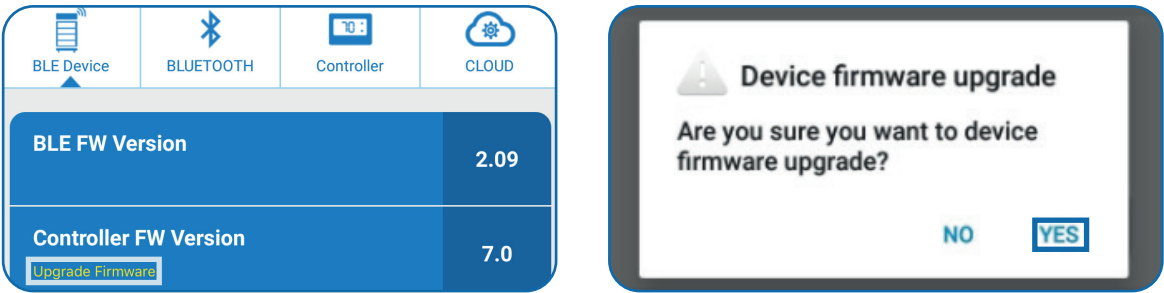 BLE Device
BLUETOOTH
Controller
CLOUD
BLE FW Version
2.09
Controller FW Version
Upgrade Firmware
7.0
Device firmware upgrade
Are you sure you want to device
firmware upgrade?
NO
YES